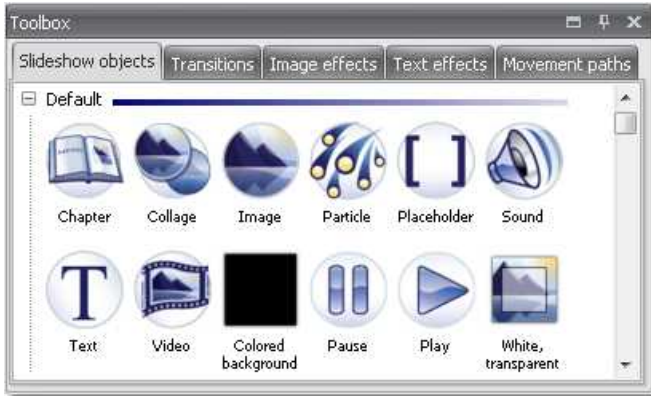 Toolbox
Slideshow objects Transitions Image effects Text effects Movement paths
Default
Chapter Collage Image Particle Placeholder Sound
T
Text Video Colored background Pause Play White, transparent